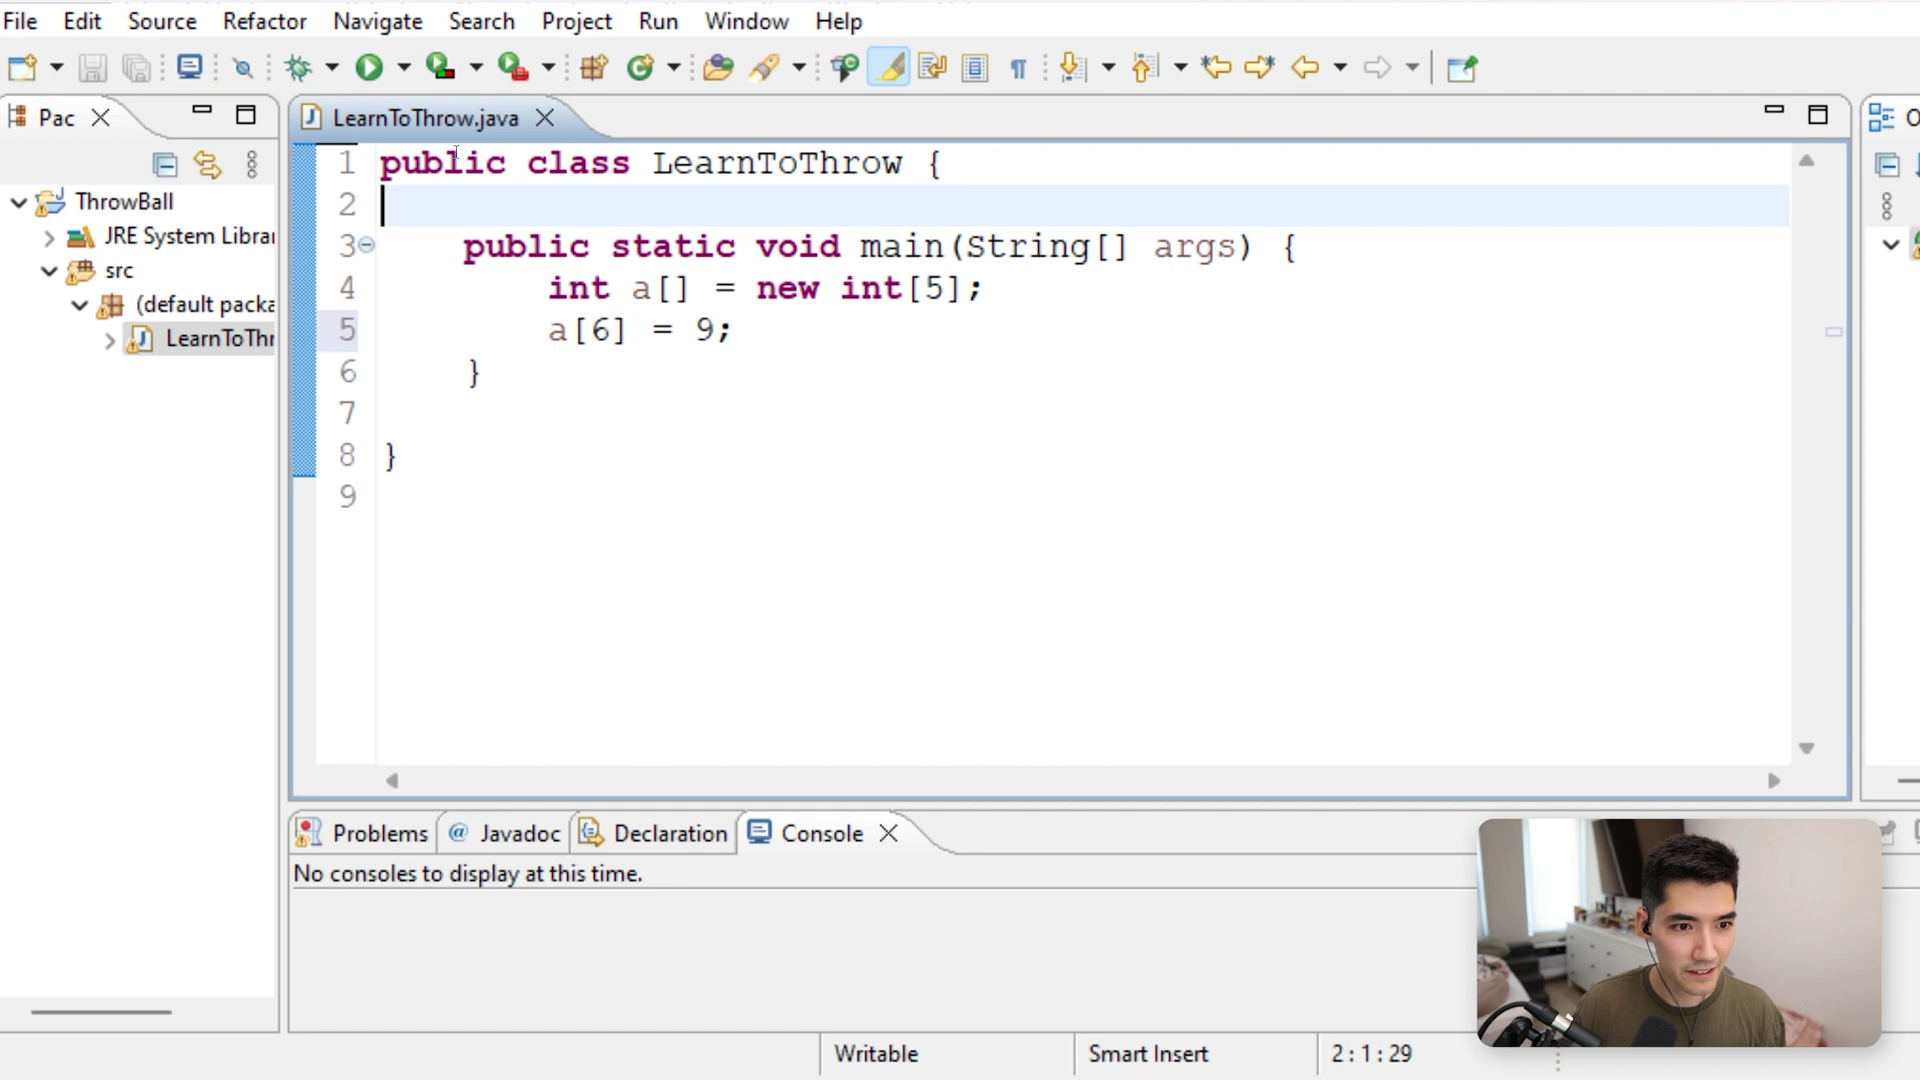 File Edit Source Refactor Navigate Search Project Run Window Help
Pac
LearnToThrow.java
ThrowBall
JRE System Librar
src
(default packa
LearnToThr
1 public class LearnToThrow {
2
3 public static void main(String[] args) {
4 int a[] = new int[5];
5 a[6] = 9;
6 }
7
8 }
9
Problems @ Javadoc Declaration Console
No consoles to display at this time.
Writable Smart Insert 2 : 1 : 29